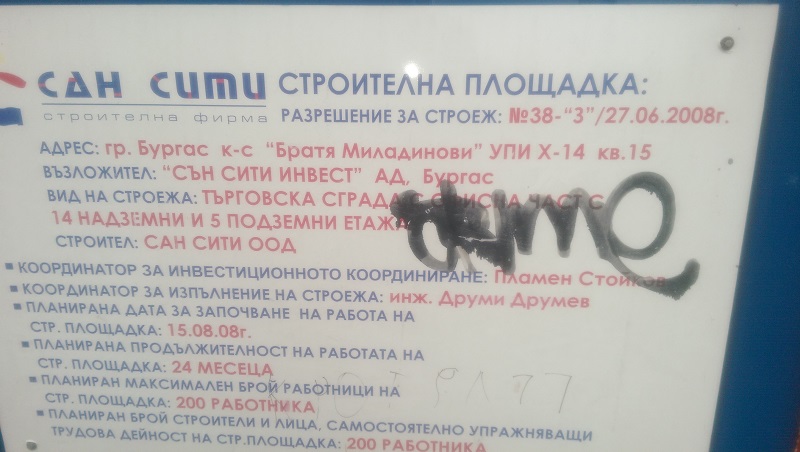 САН СИТИ СТРОИТЕЛНА ПЛОЩАДКА:
строителна фирма РАЗРЕШЕНИЕ ЗА СТРОЕЖ: №38-“З”/27.06.2008г.
АДРЕС: гр. Бургас к-с “Братя Миладинови” УПИ X-14 кв.15
ВЪЗЛОЖИТЕЛ: “СЪН СИТИ ИНВЕСТ” АД, Бургас
ВИД НА СТРОЕЖА: ТЪРГОВСКА СГРАДА С ОФИСНА ЧАСТ С
14 НАДЗЕМНИ И 5 ПОДЗЕМНИ ЕТАЖА
СТРОИТЕЛ: САН СИТИ ООД
▪ КООРДИНАТОР ЗА ИНВЕСТИЦИОННОТО КООРДИНИРАНЕ: Пламен Стойков
▪ КООРДИНАТОР ЗА ИЗПЪЛНЕНИЕ НА СТРОЕЖА: инж. Друми Друмев
▪ ПЛАНИРАНА ДАТА ЗА ЗАПОЧВАНЕ НА РАБОТА НА
СТР. ПЛОЩАДКА: 15.08.08г.
▪ ПЛАНИРАНА ПРОДЪЛЖИТЕЛНОСТ НА РАБОТАТА НА
СТР. ПЛОЩАДКА: 24 МЕСЕЦА
▪ ПЛАНИРАН МАКСИМАЛЕН БРОЙ РАБОТНИЦИ НА
СТР. ПЛОЩАДКА: 200 РАБОТНИКА
▪ ПЛАНИРАН БРОЙ СТРОИТЕЛИ И ЛИЦА, САМОСТОЯТЕЛНО УПРАЖНЯВАЩИ
ТРУДОВА ДЕЙНОСТ НА СТР.ПЛОЩАДКА: 200 РАБОТНИКА